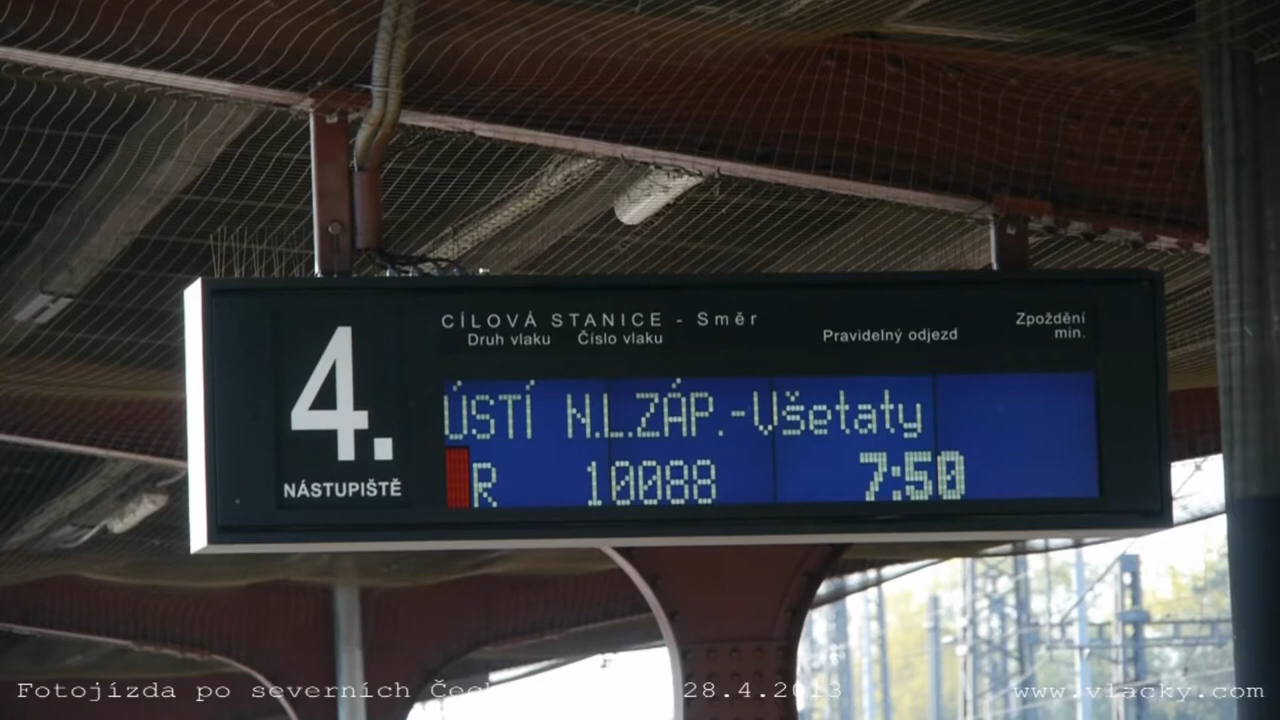 4.
NÁSTUPIŠTĚ
CÍLOVÁ STANICE - Směr
Druh vlaku Číslo vlaku
Pravidelný odjezd
Zpoždění
min.
ÚSTÍ N.L.ZÁP.-Všetaty
R 10088 7:50
Fotojízda po severních 28.4.2013 www.vlacky.com